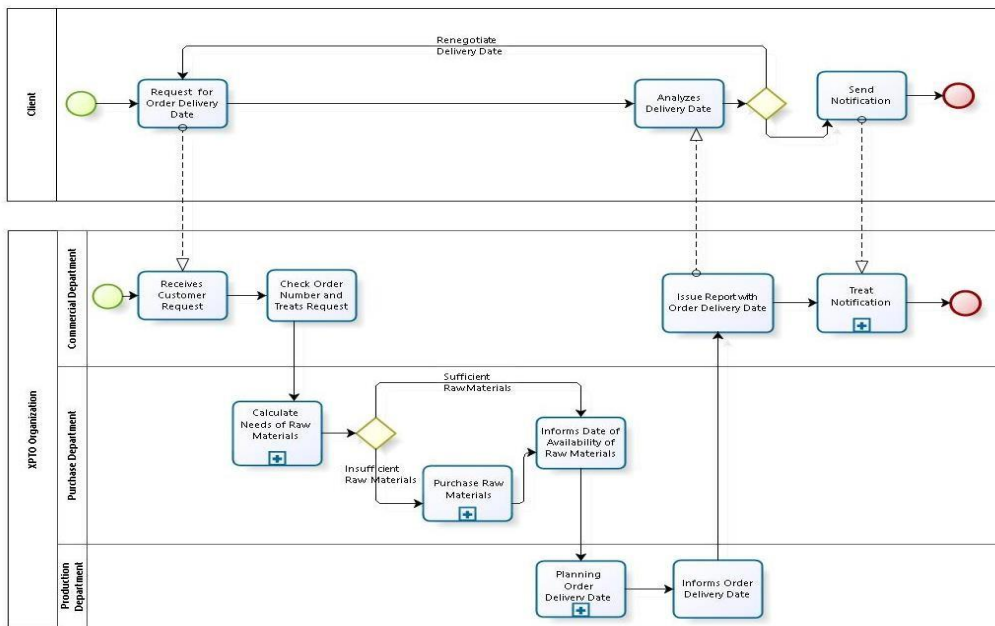 Client
Renegotiate
Delivery Date
Request for
Order Delivery
Date
Analyzes
Delivery Date
Send
Notification
XPTO Organization
Commercial Department
Receives
Customer
Request
Check Order
Number and
Treats Request
Issue Report with
Order Delivery Date
Treat
Notification
Purchase Department
Calculate
Needs of Raw
Materials
Sufficient
Raw Materials
Insufficient
Raw Materials
Purchase Raw
Materials
Informs Date of
Availability of
Raw Materials
Production
Department
Planning
Order
Delivery Date
Informs Order
Delivery Date